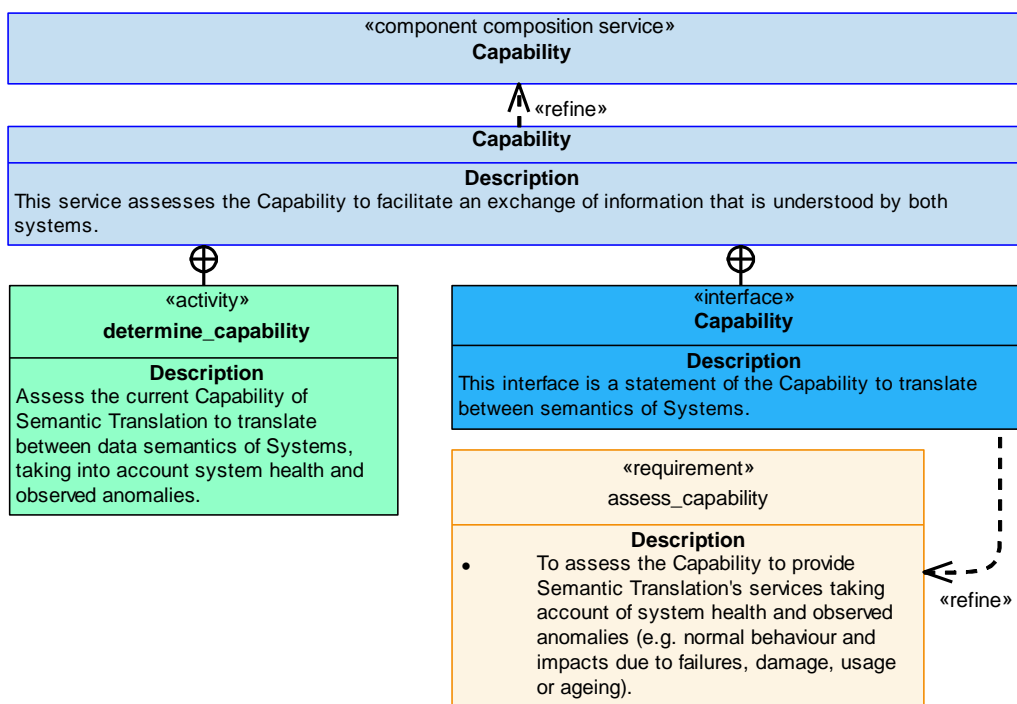 «component composition service»
Capability
«refine»
Capability
Description
This service assesses the Capability to facilitate an exchange of information that is understood by both
systems.
«activity»
determine_capability
Description
Assess the current Capability of
Semantic Translation to translate
between data semantics of Systems,
taking into account system health and
observed anomalies.
«interface»
Capability
Description
This interface is a statement of the Capability to translate
between semantics of Systems.
«requirement»
assess_capability
Description
• To assess the Capability to provide
Semantic Translation's services taking
account of system health and observed
anomalies (e.g. normal behaviour and
impacts due to failures, damage, usage
or ageing).
«refine»